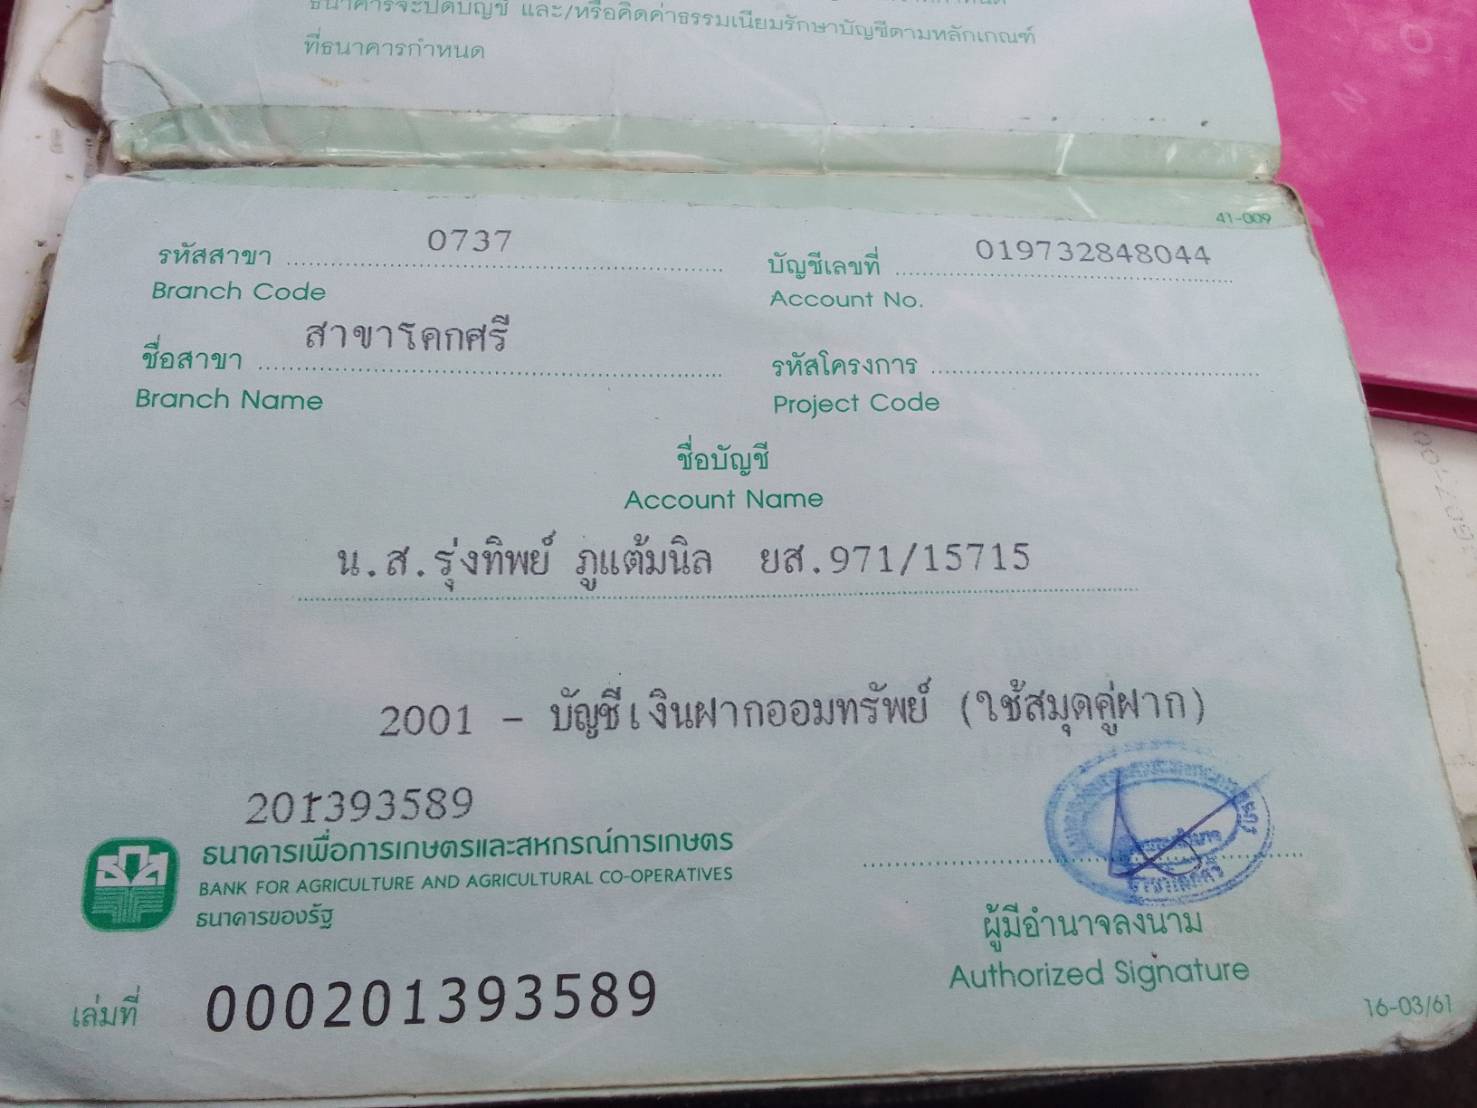 ธนาคารจะปิดบัญชี และ/หรือคิดค่าธรรมเนียมรักษาบัญชีตามหลักเกณฑ์
ที่ธนาคารกำหนด
41-009
รหัสสาขา 0737
Branch Code
บัญชีเลขที่ 019732848044
Account No.
ชื่อสาขา สาขาโคกศรี
Branch Name
รหัสโครงการ
Project Code
ชื่อบัญชี
Account Name
น.ส.รุ่งทิพย์ ภูแต้มนิล ยส.971/15715
2001 - บัญชีเงินฝากออมทรัพย์ (ใช้สมุดคู่ฝาก)
201393589
ธนาคารเพื่อการเกษตรและสหกรณ์การเกษตร
BANK FOR AGRICULTURE AND AGRICULTURAL CO-OPERATIVES
ธนาคารของรัฐ
ผู้มีอำนาจลงนาม
Authorized Signature
เล่มที่ 000201393589
16-03/61